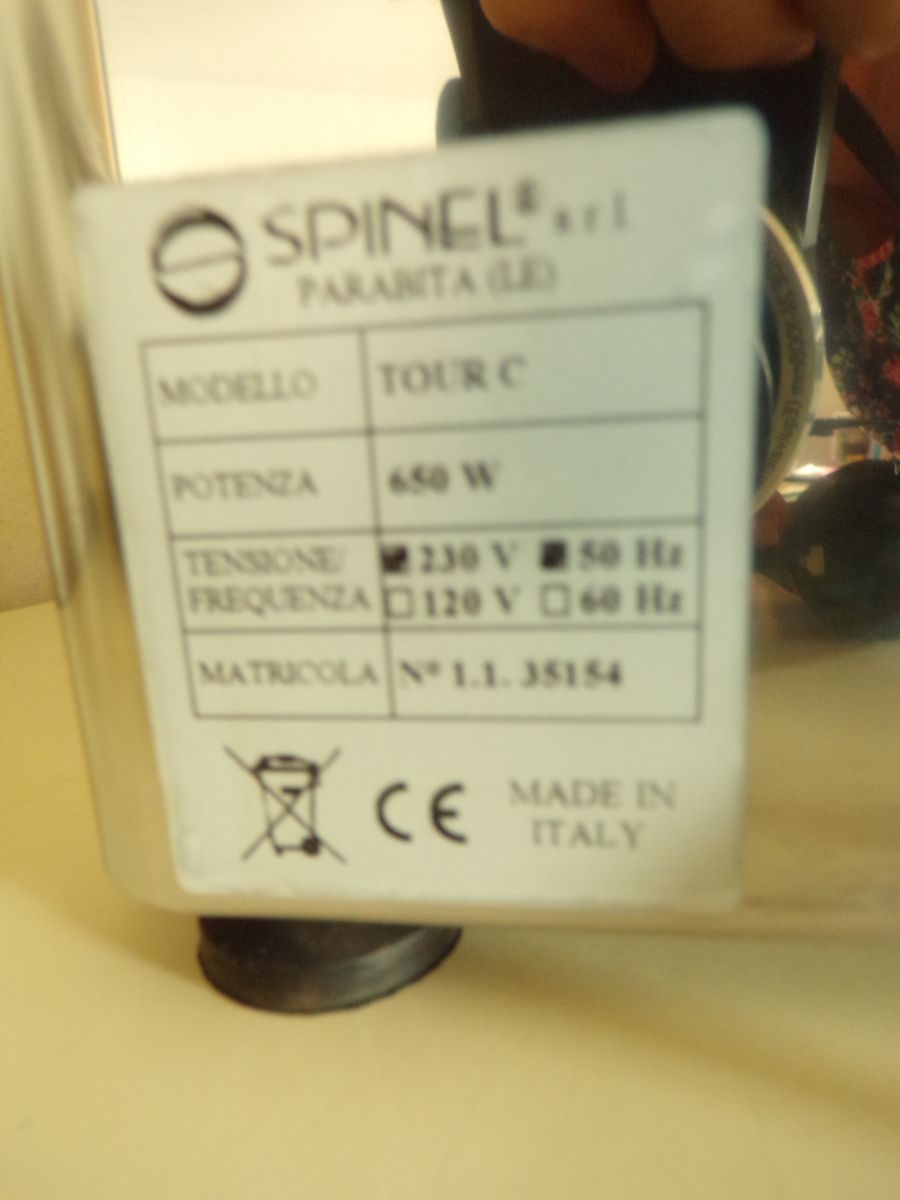 SPINEL® srl
PARABITA (LE)
MODELLO TOUR C
POTENZA 650 W
TENSIONE/ 230 V 50 Hz
FREQUENZA 120 V 60 Hz
MATRICOLA N° 1.1. 35154
CE MADE IN
ITALY